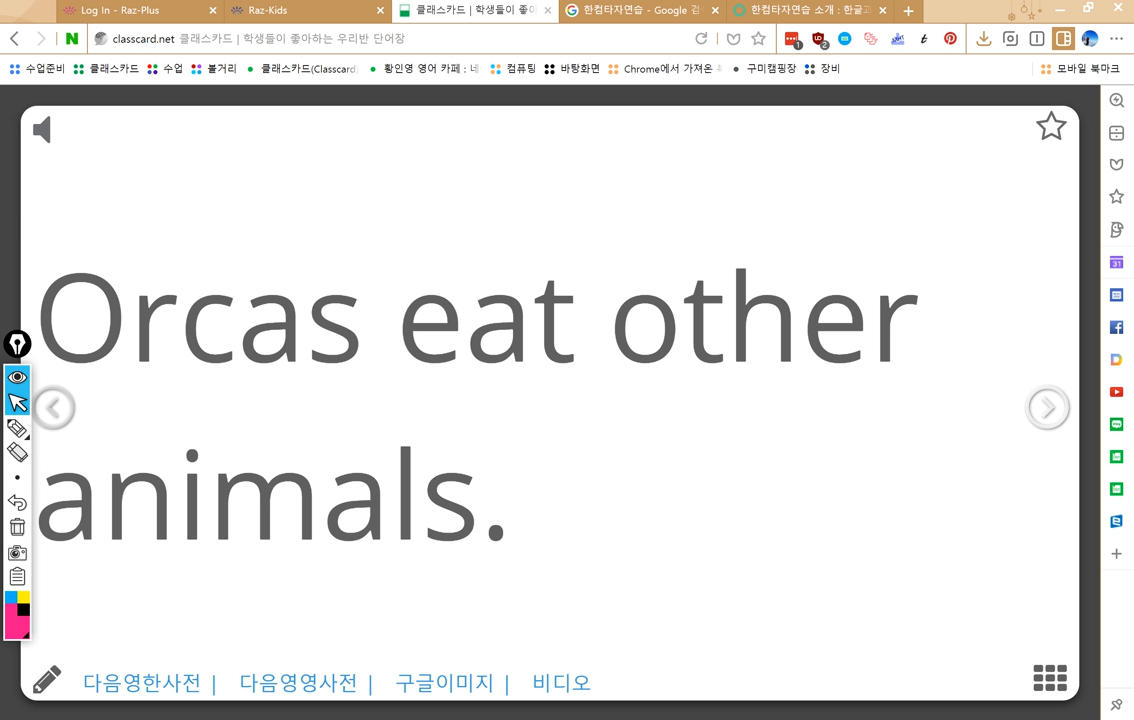 Log In - Raz-Plus
Raz-Kids
클래스카드 | 학생들이 좋아
한컴타자연습 - Google 검
한컴타자연습 소개 : 한글과
classcard.net 클래스카드 | 학생들이 좋아하는 우리반 단어장
수업준비
클래스카드
수업
볼거리
클래스카드(Classcard
황인영 영어 카페 : 네
컴퓨팅
바탕화면
Chrome에서 가져온
구미캠핑장
장비
모바일 북마크
Orcas eat other
animals.
다음영한사전 | 다음영영사전 | 구글이미지 | 비디오